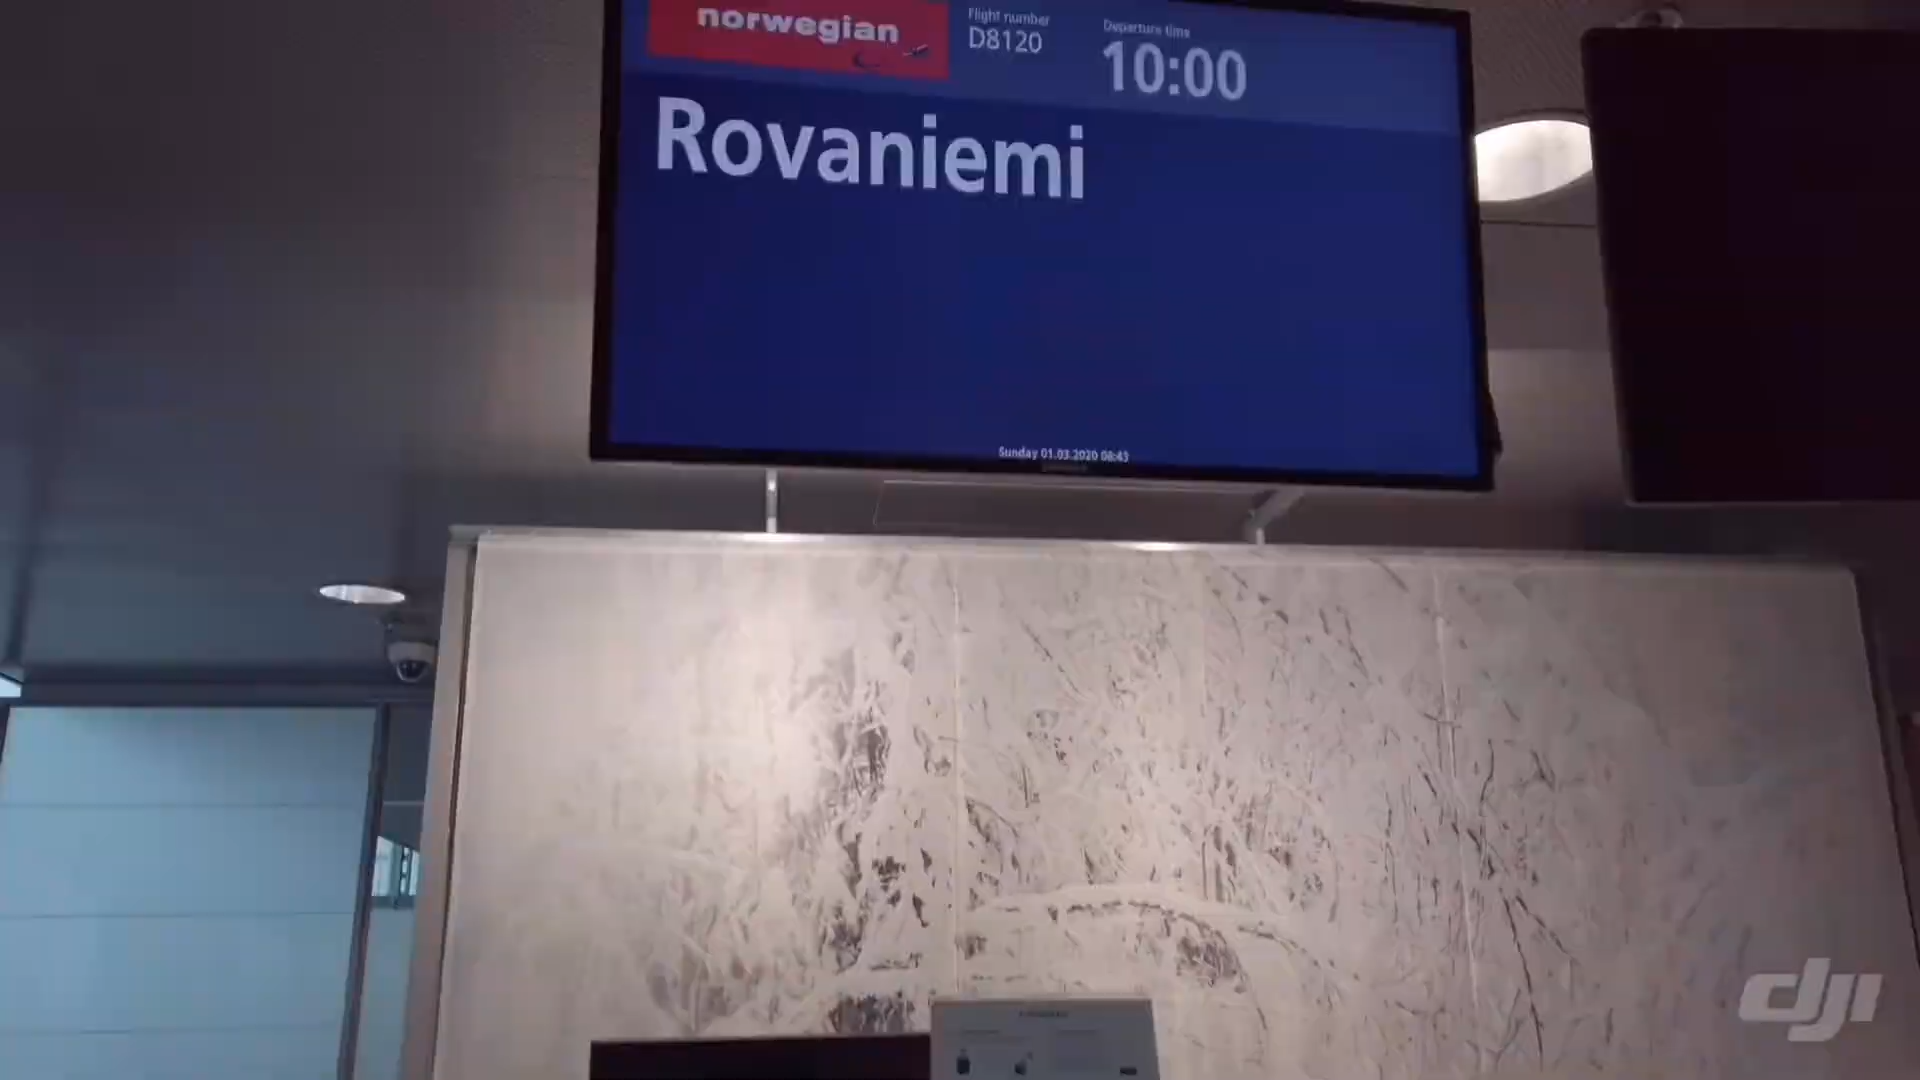 norwegian
Flight number
D8120
Departure time
10:00
Rovaniemi
Sunday 01.03.2020 08:43
dji